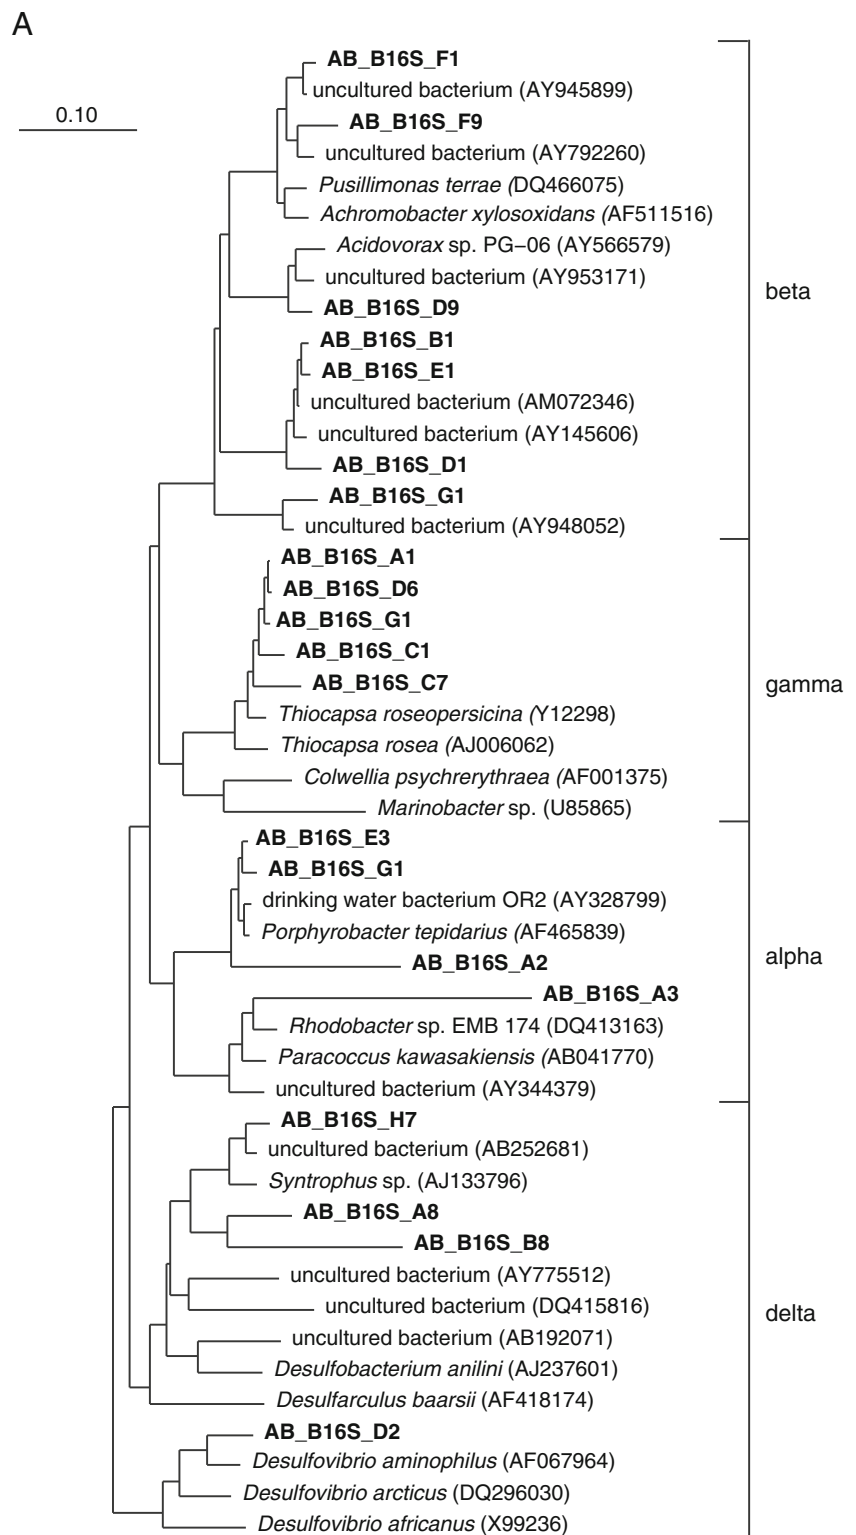 A
0.10
AB_B16S_F1
uncultured bacterium (AY945899)
AB_B16S_F9
uncultured bacterium (AY792260)
Pusillimonas terrae (DQ466075)
Achromobacter xylosoxidans (AF511516)
Acidovorax sp. PG−06 (AY566579)
uncultured bacterium (AY953171)
beta
AB_B16S_D9
AB_B16S_B1
AB_B16S_E1
uncultured bacterium (AM072346)
uncultured bacterium (AY145606)
AB_B16S_D1
AB_B16S_G1
uncultured bacterium (AY948052)
AB_B16S_A1
AB_B16S_D6
AB_B16S_G1
AB_B16S_C1
AB_B16S_C7
gamma
Thiocapsa roseopersicina (Y12298)
Thiocapsa rosea (AJ006062)
Colwellia psychrerythraea (AF001375)
Marinobacter sp. (U85865)
AB_B16S_E3
AB_B16S_G1
drinking water bacterium OR2 (AY328799)
Porphyrobacter tepidarius (AF465839)
alpha
AB_B16S_A2
AB_B16S_A3
Rhodobacter sp. EMB 174 (DQ413163)
Paracoccus kawasakiensis (AB041770)
uncultured bacterium (AY344379)
AB_B16S_H7
uncultured bacterium (AB252681)
Syntrophus sp. (AJ133796)
AB_B16S_A8
AB_B16S_B8
uncultured bacterium (AY775512)
uncultured bacterium (DQ415816)
delta
uncultured bacterium (AB192071)
Desulfobacterium anilini (AJ237601)
Desulfarculus baarsii (AF418174)
AB_B16S_D2
Desulfovibrio aminophilus (AF067964)
Desulfovibrio arcticus (DQ296030)
Desulfovibrio africanus (X99236)